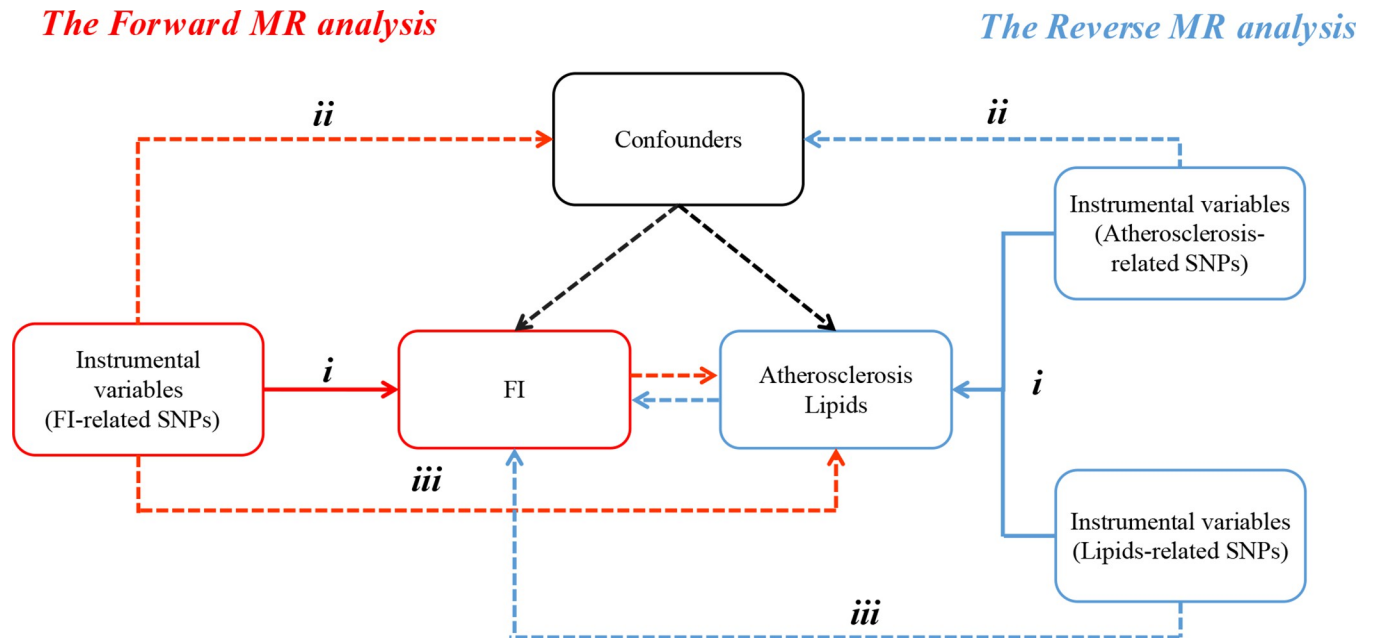 The Forward MR analysis
The Reverse MR analysis
ii
Confounders
ii
Instrumental variables
(Atherosclerosis-
related SNPs)
Instrumental
variables
(FI-related SNPs)
i
FI
Atherosclerosis
Lipids
i
iii
Instrumental variables
(Lipids-related SNPs)
iii